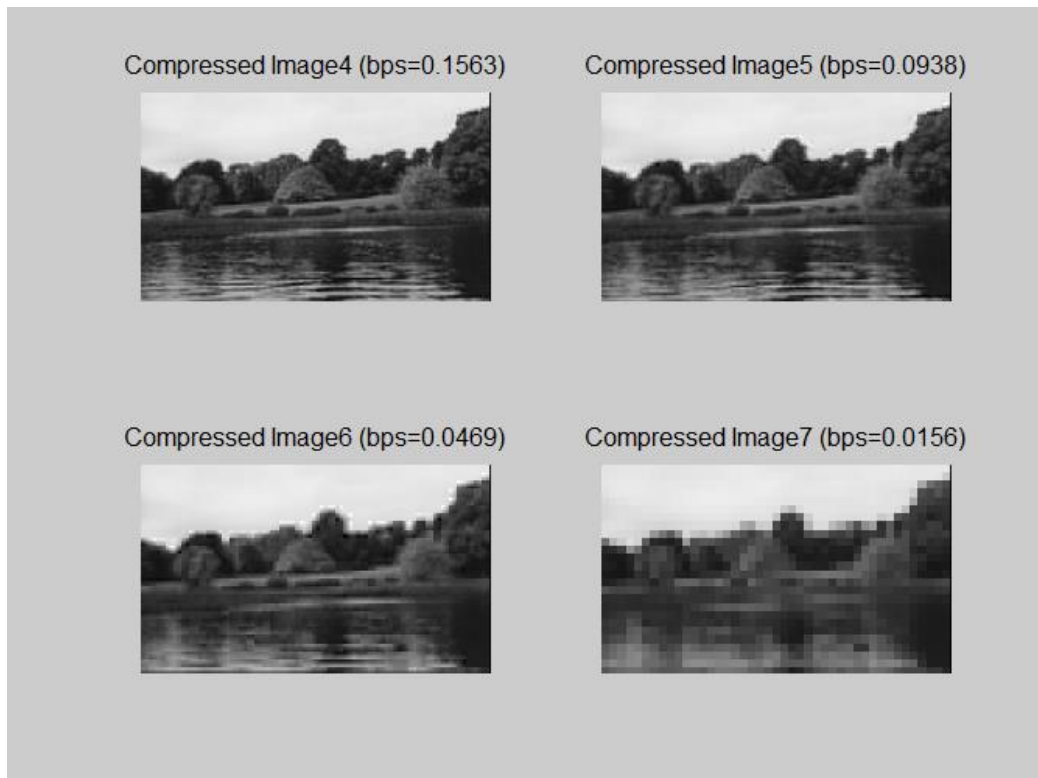 Compressed Image4 (bps=0.1563)
Compressed Image5 (bps=0.0938)
Compressed Image6 (bps=0.0469)
Compressed Image7 (bps=0.0156)